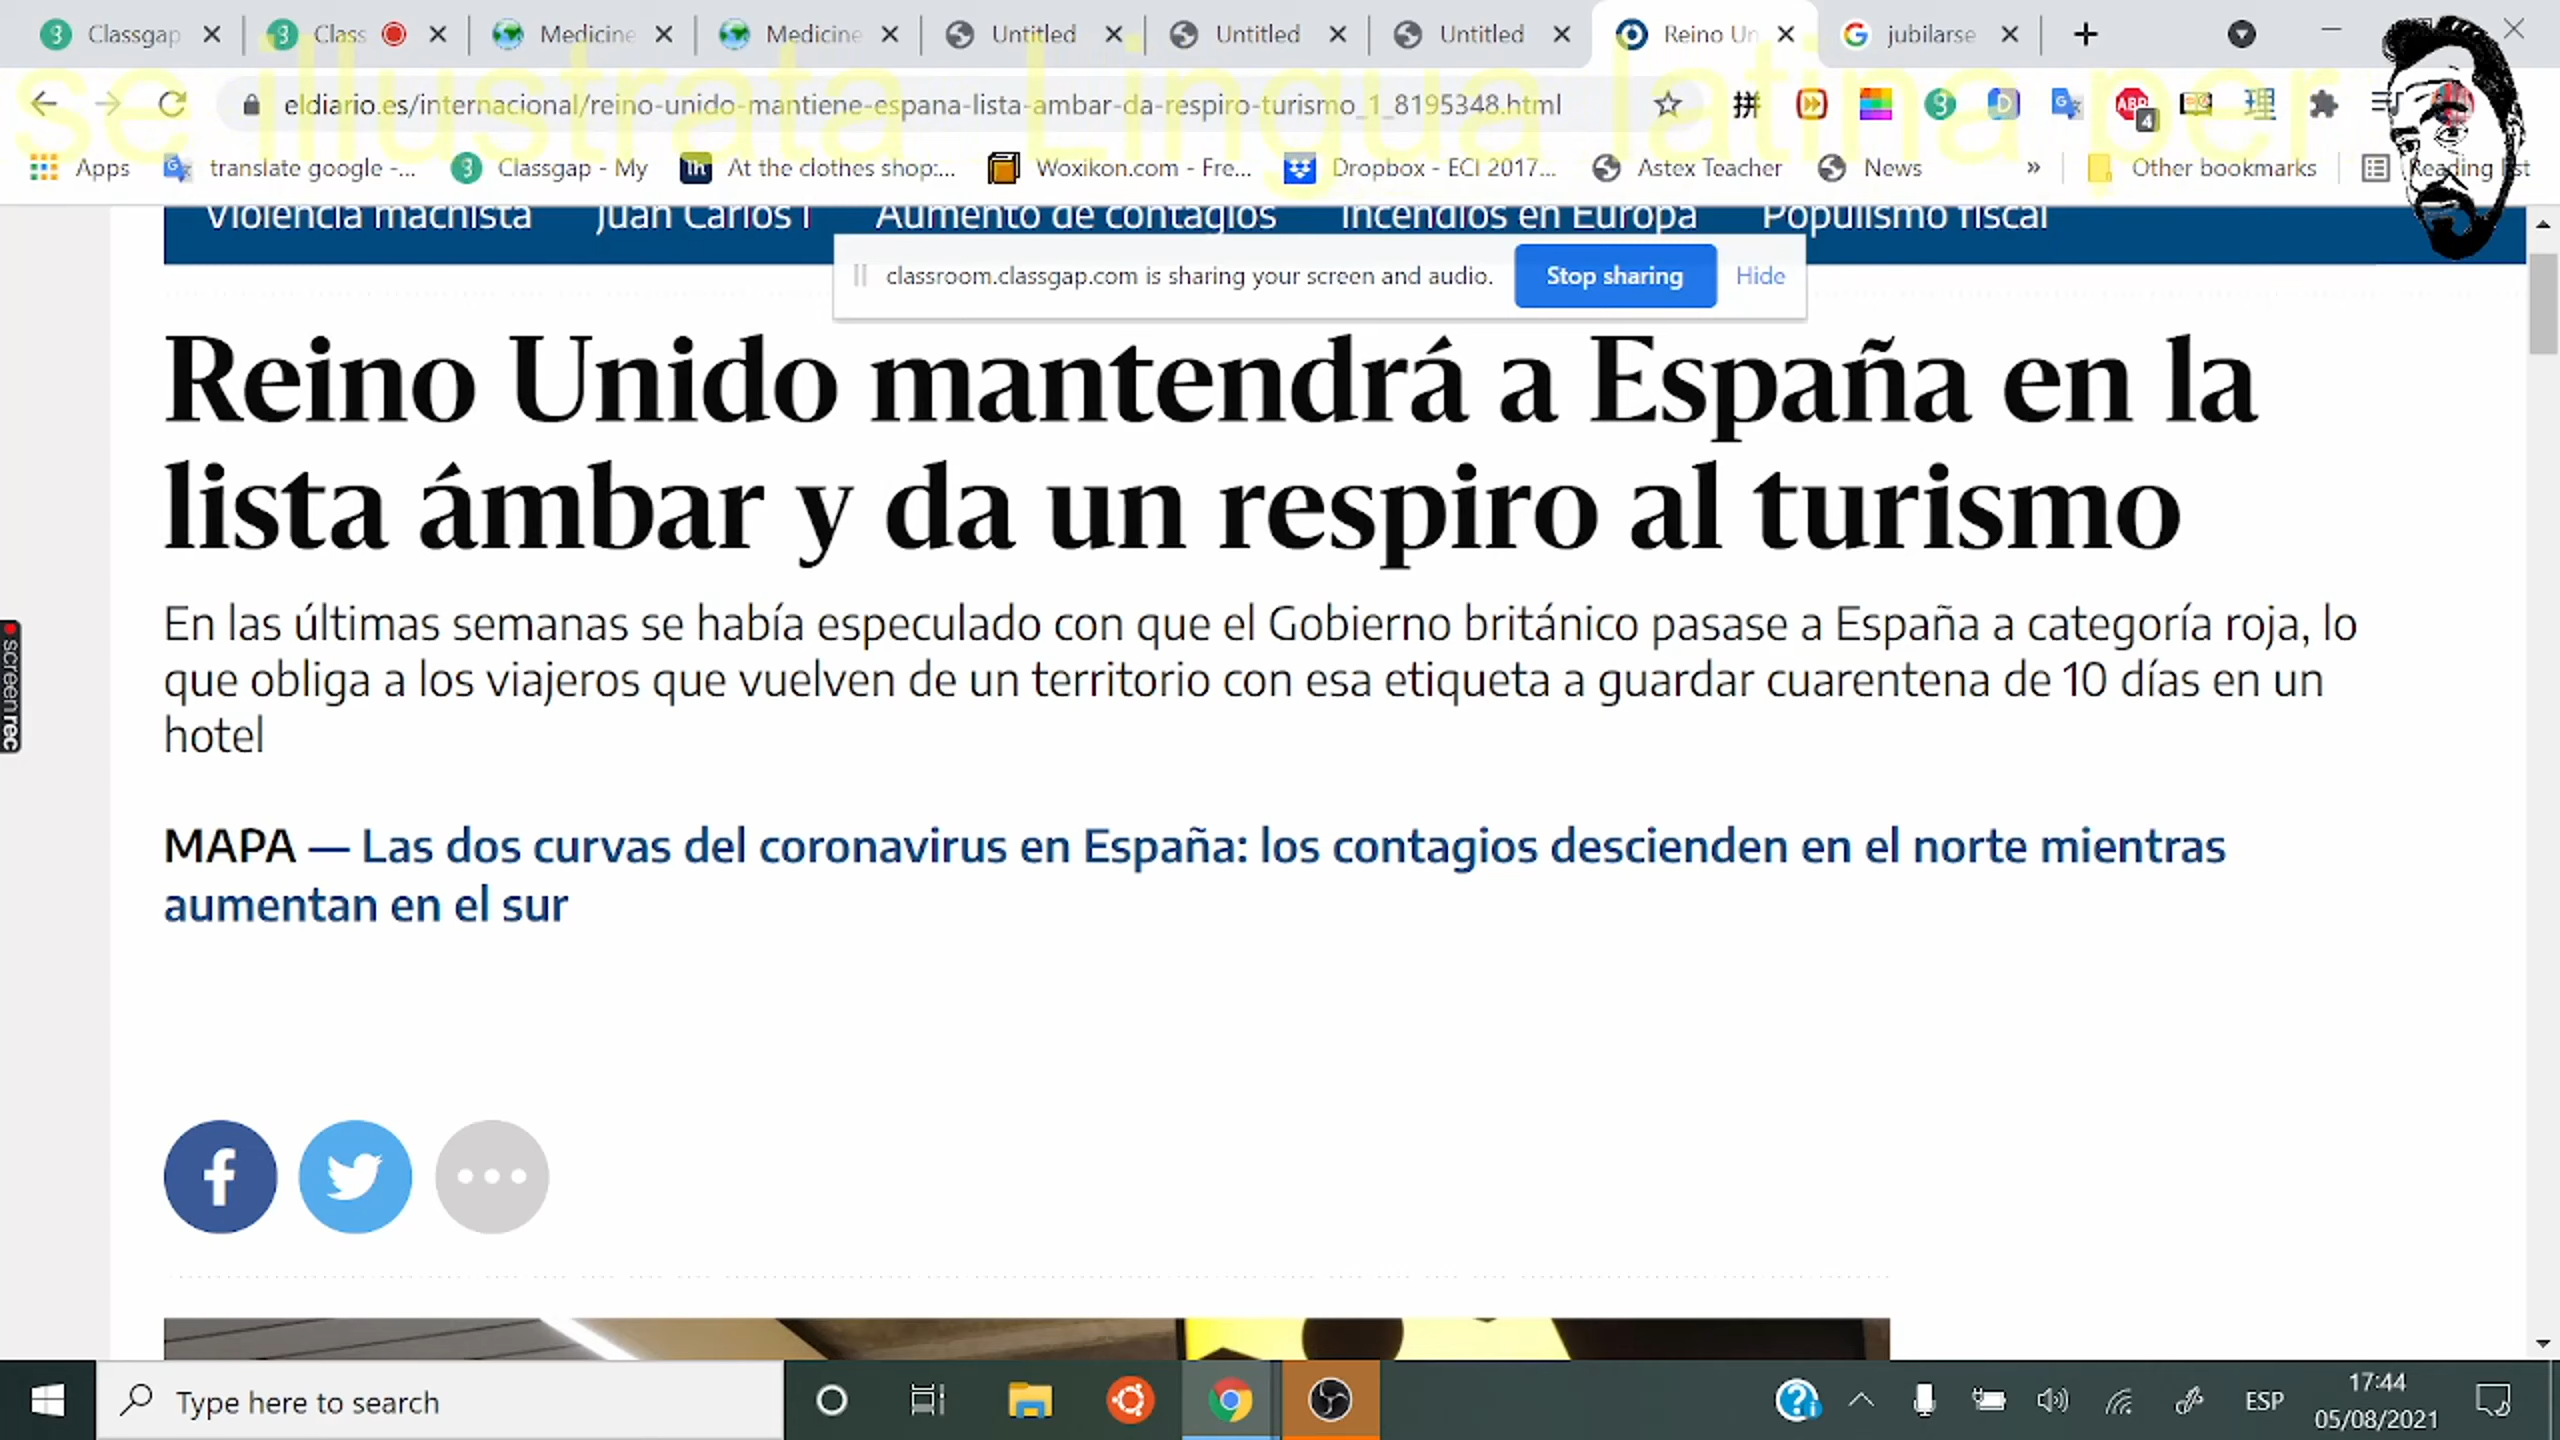 Classgap
Class
Medicine
Medicine
Untitled
Untitled
Untitled
Reino Un
jubilarse
se illustrata . Lingua latina per
eldiario.es/internacional/reino-unido-mantiene-espana-lista-ambar-da-respiro-turismo_1_8195348.html
拼
ABP
4
Apps
translate google -...
Classgap - My
At the clothes shop:...
Woxikon.com - Fre...
Dropbox - ECI 2017...
Astex Teacher
News
»
Other bookmarks
Reading list
Violencia machista
Juan Carlos I
Aumento de contagios
Incendios en Europa
Populismo fiscal
classroom.classgap.com is sharing your screen and audio.
Stop sharing
Hide
Reino Unido mantendrá a España en la
lista ámbar y da un respiro al turismo
En las últimas semanas se había especulado con que el Gobierno británico pasase a España a categoría roja, lo
que obliga a los viajeros que vuelven de un territorio con esa etiqueta a guardar cuarentena de 10 días en un
hotel
MAPA — Las dos curvas del coronavirus en España: los contagios descienden en el norte mientras
aumentan en el sur
screenrec
Type here to search
ESP
17:44
05/08/2021